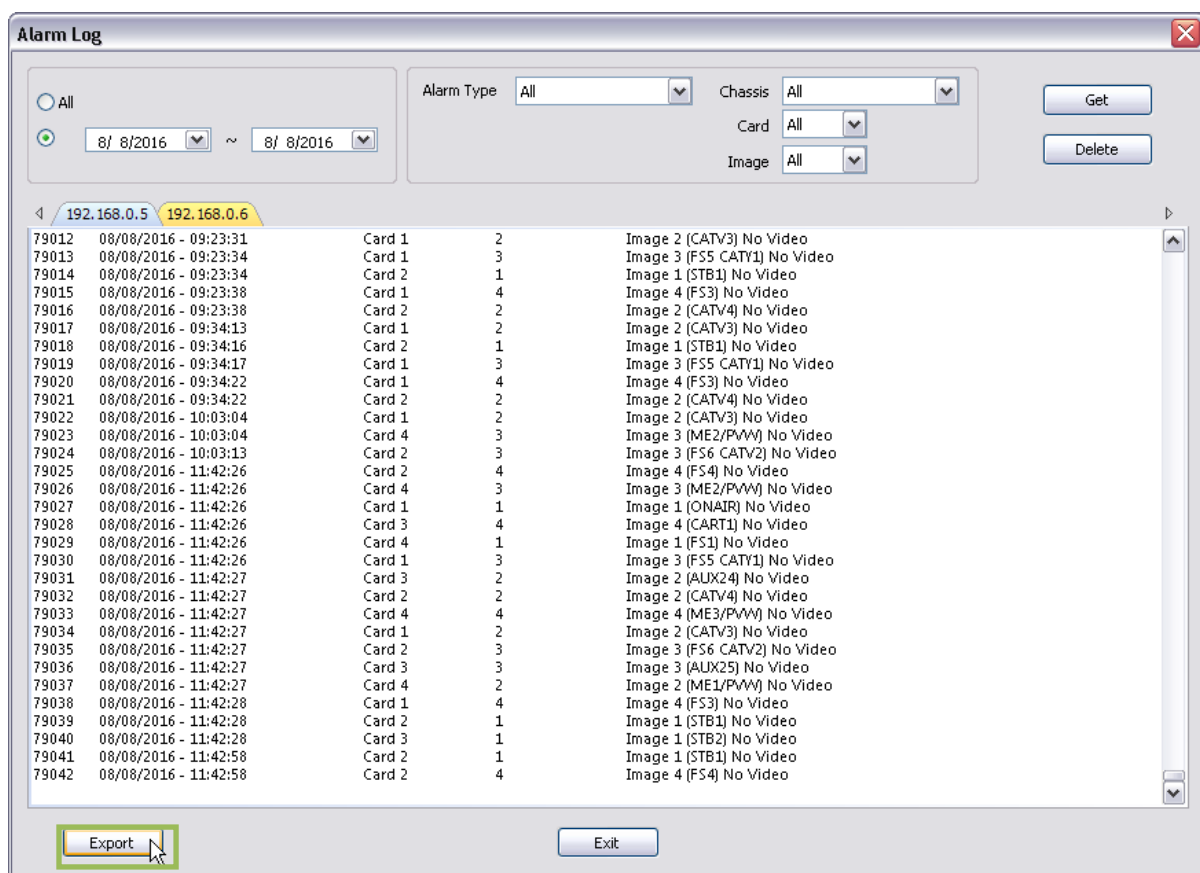 Alarm Log
All
8/ 8/2016 ~ 8/ 8/2016
Alarm Type All
Chassis All
Card All
Image All
Get
Delete
192.168.0.5 192.168.0.6
79012 08/08/2016 - 09:23:31 Card 1 2 Image 2 (CATV3) No Video
79013 08/08/2016 - 09:23:34 Card 1 3 Image 3 (FS5 CATV1) No Video
79014 08/08/2016 - 09:23:34 Card 2 1 Image 1 (STB1) No Video
79015 08/08/2016 - 09:23:38 Card 1 4 Image 4 (FS3) No Video
79016 08/08/2016 - 09:23:38 Card 2 2 Image 2 (CATV4) No Video
79017 08/08/2016 - 09:34:13 Card 1 2 Image 2 (CATV3) No Video
79018 08/08/2016 - 09:34:16 Card 2 1 Image 1 (STB1) No Video
79019 08/08/2016 - 09:34:17 Card 1 3 Image 3 (FS5 CATV1) No Video
79020 08/08/2016 - 09:34:22 Card 1 4 Image 4 (FS3) No Video
79021 08/08/2016 - 09:34:22 Card 2 2 Image 2 (CATV4) No Video
79022 08/08/2016 - 10:03:04 Card 1 2 Image 2 (CATV3) No Video
79023 08/08/2016 - 10:03:04 Card 4 3 Image 3 (ME2/PVW) No Video
79024 08/08/2016 - 10:03:13 Card 2 3 Image 3 (FS6 CATV2) No Video
79025 08/08/2016 - 11:42:26 Card 2 4 Image 4 (FS4) No Video
79026 08/08/2016 - 11:42:26 Card 4 3 Image 3 (ME2/PVW) No Video
79027 08/08/2016 - 11:42:26 Card 1 1 Image 1 (ONAIR) No Video
79028 08/08/2016 - 11:42:26 Card 3 4 Image 4 (CART1) No Video
79029 08/08/2016 - 11:42:26 Card 4 1 Image 1 (FS1) No Video
79030 08/08/2016 - 11:42:26 Card 1 3 Image 3 (FS5 CATV1) No Video
79031 08/08/2016 - 11:42:27 Card 3 2 Image 2 (AUX24) No Video
79032 08/08/2016 - 11:42:27 Card 2 2 Image 2 (CATV4) No Video
79033 08/08/2016 - 11:42:27 Card 4 4 Image 4 (ME3/PVW) No Video
79034 08/08/2016 - 11:42:27 Card 1 2 Image 2 (CATV3) No Video
79035 08/08/2016 - 11:42:27 Card 2 3 Image 3 (FS6 CATV2) No Video
79036 08/08/2016 - 11:42:27 Card 3 3 Image 3 (AUX25) No Video
79037 08/08/2016 - 11:42:27 Card 4 2 Image 2 (ME1/PVW) No Video
79038 08/08/2016 - 11:42:28 Card 1 4 Image 4 (FS3) No Video
79039 08/08/2016 - 11:42:28 Card 2 1 Image 1 (STB1) No Video
79040 08/08/2016 - 11:42:28 Card 3 1 Image 1 (STB2) No Video
79041 08/08/2016 - 11:42:58 Card 2 1 Image 1 (STB1) No Video
79042 08/08/2016 - 11:42:58 Card 2 4 Image 4 (FS4) No Video
Export Exit